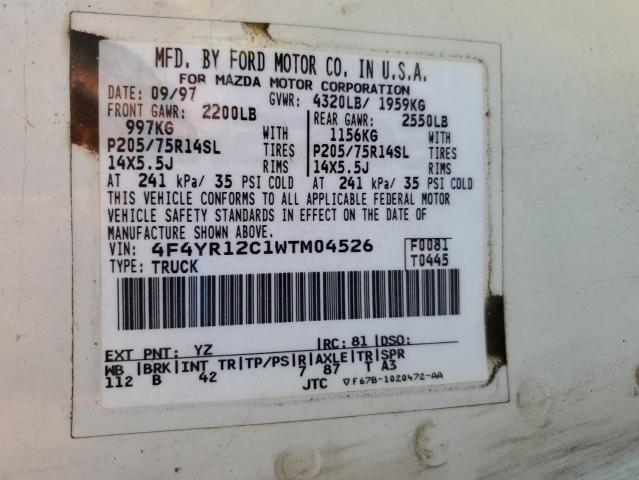 MFD. BY FORD MOTOR CO. IN U.S.A.
FOR MAZDA MOTOR CORPORATION
DATE: 09/97 GVWR: 4320LB/ 1959KG
FRONT GAWR: 2200LB REAR GAWR: 2550LB
997KG WITH 1156KG WITH
P205/75R14SL TIRES P205/75R14SL TIRES
14X5.5J RIMS 14X5.5J RIMS
AT 241 kPa/ 35 PSI COLD AT 241 kPa/ 35 PSI COLD
THIS VEHICLE CONFORMS TO ALL APPLICABLE FEDERAL MOTOR
VEHICLE SAFETY STANDARDS IN EFFECT ON THE DATE OF
MANUFACTURE SHOWN ABOVE.
VIN: 4F4YR12C1WTM04526 F0081
TYPE: TRUCK T0445
EXT PNT: YZ |RC: 81 |DSO:
WB |BRK|INT TR|TP/PS|R|AXLE|TR|SPR
112 B 42 7 87 T A3
JTC ▽F67B-1020472-AA